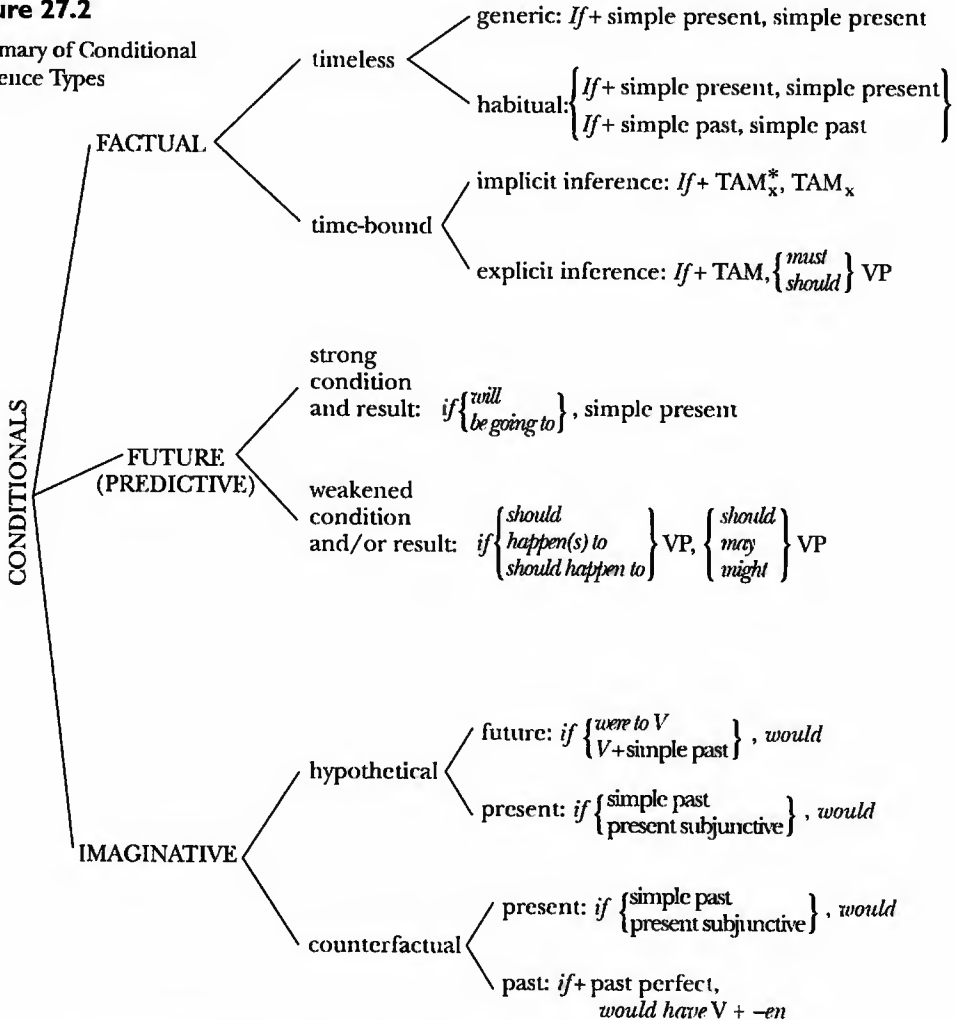 ure 27.2
mary of Conditional
ence Types
CONDITIONALS
FACTUAL
timeless
generic: If + simple present, simple present
habitual: { If + simple present, simple present
If + simple past, simple past }
time-bound
implicit inference: If + TAM*x, TAMx
explicit inference: If + TAM, { must
should } VP
FUTURE
(PREDICTIVE)
strong
condition
and result: if { will
be going to } , simple present
weakened
condition
and/or result: if { should
happen(s) to
should happen to } VP, { should
may
might } VP
IMAGINATIVE
hypothetical
future: if { were to V
V+simple past } , would
present: if { simple past
present subjunctive } , would
counterfactual
present: if { simple past
present subjunctive } , would
past: if + past perfect,
would have V + -en